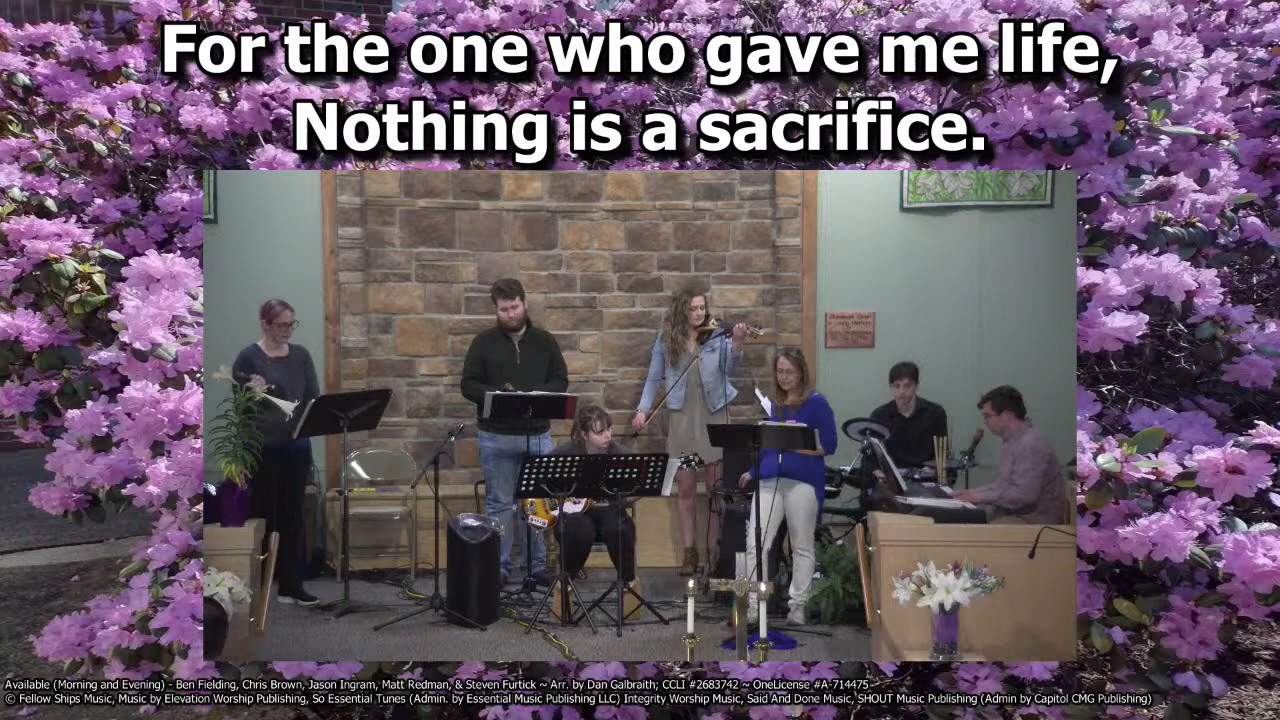 For the one who gave me life,
Nothing is a sacrifice.
In Loving Memory
Available (Morning and Evening) - Ben Fielding, Chris Brown, Jason Ingram, Matt Redman, & Steven Furtick ~ Arr. by Dan Galbraith; CCLI #2683742 ~ OneLicense #A-714475
© Fellow Ships Music, Music by Elevation Worship Publishing, So Essential Tunes (Admin. by Essential Music Publishing LLC) Integrity Worship Music, Said And Done Music, SHOUT Music Publishing (Admin by Capitol CMG Publishing)